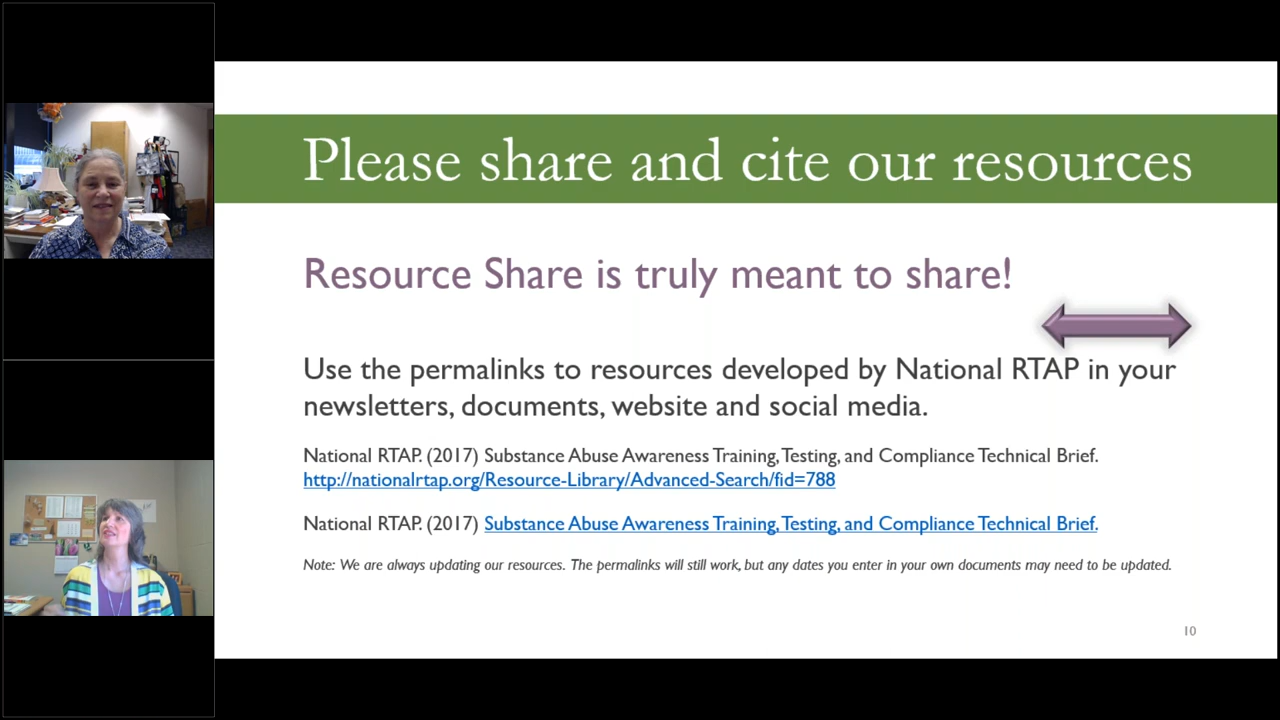 Please share and cite our resources
Resource Share is truly meant to share!
Use the permalinks to resources developed by National RTAP in your
newsletters, documents, website and social media.
National RTAP. (2017) Substance Abuse Awareness Training, Testing, and Compliance Technical Brief.
http://nationalrtap.org/Resource-Library/Advanced-Search/fid=788
National RTAP. (2017) Substance Abuse Awareness Training, Testing, and Compliance Technical Brief.
Note: We are always updating our resources. The permalinks will still work, but any dates you enter in your own documents may need to be updated.
10